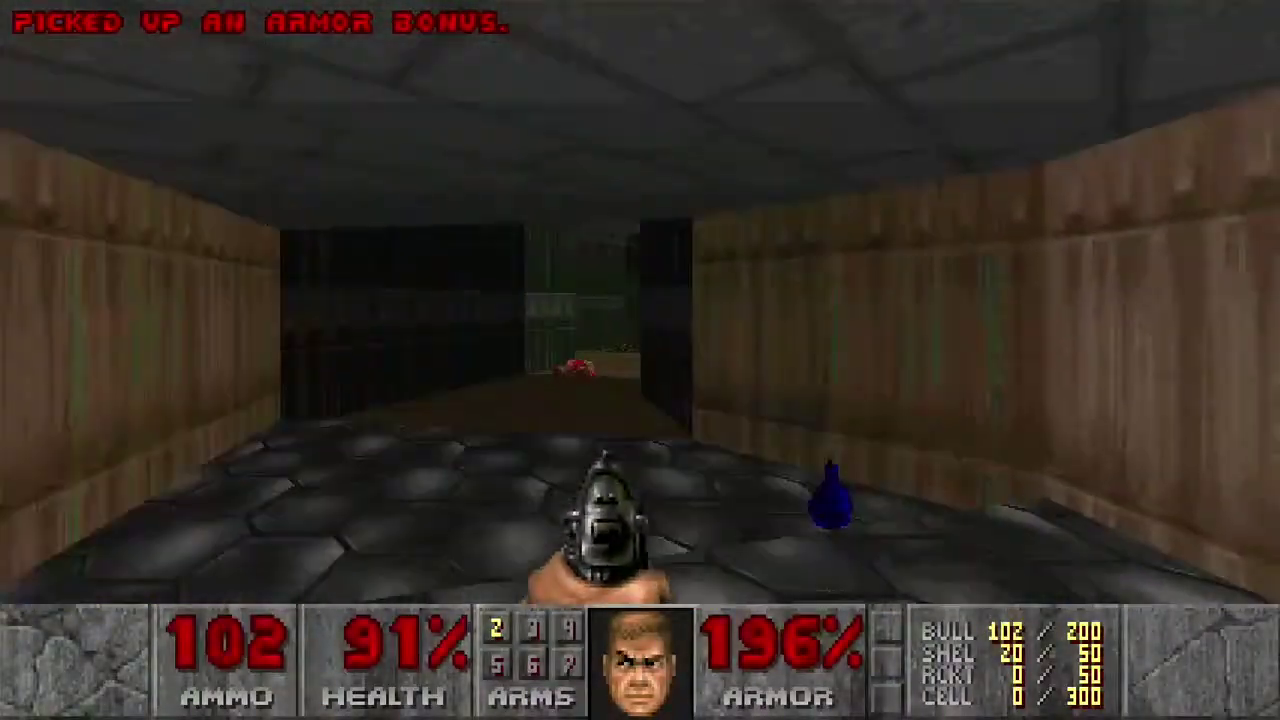 PICKED UP AN ARMOR BONUS.
102 91% 2 3 4 196% BULL 102 / 200
5 6 7 SHEL 20 / 50
RCKT 0 / 50
AMMO HEALTH ARMS ARMOR CELL 0 / 300